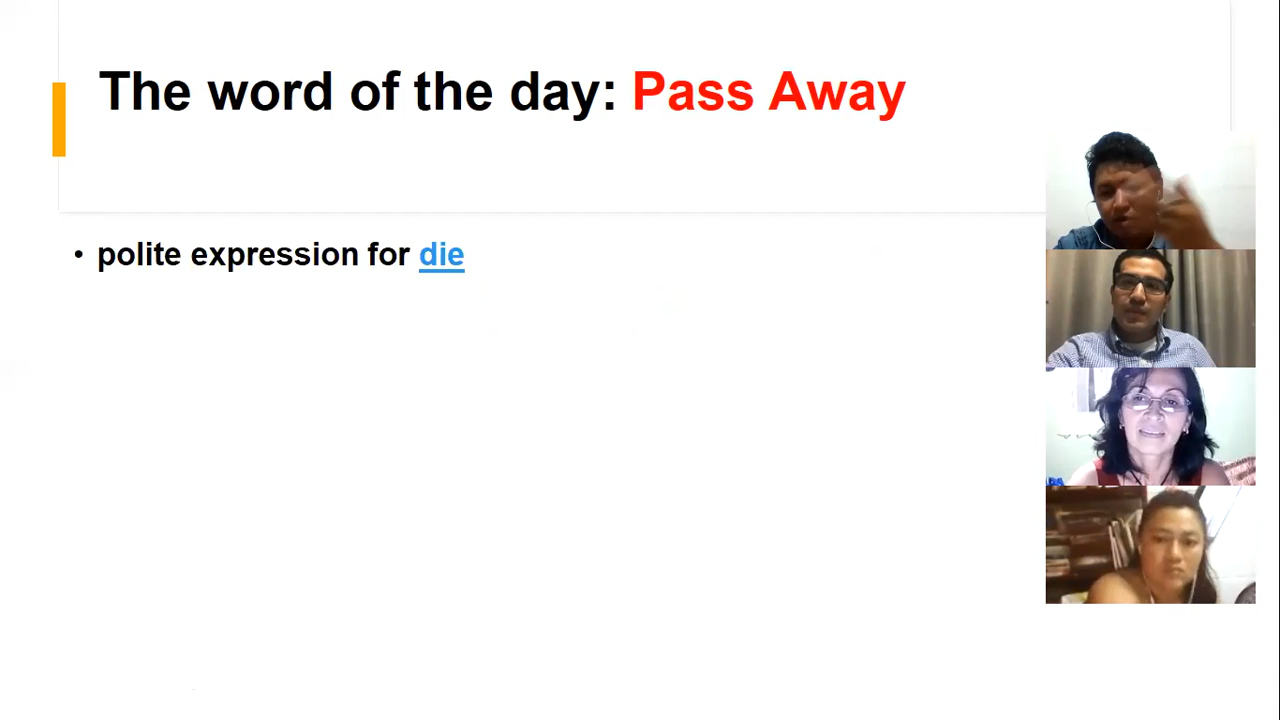 The word of the day: Pass Away
• polite expression for die